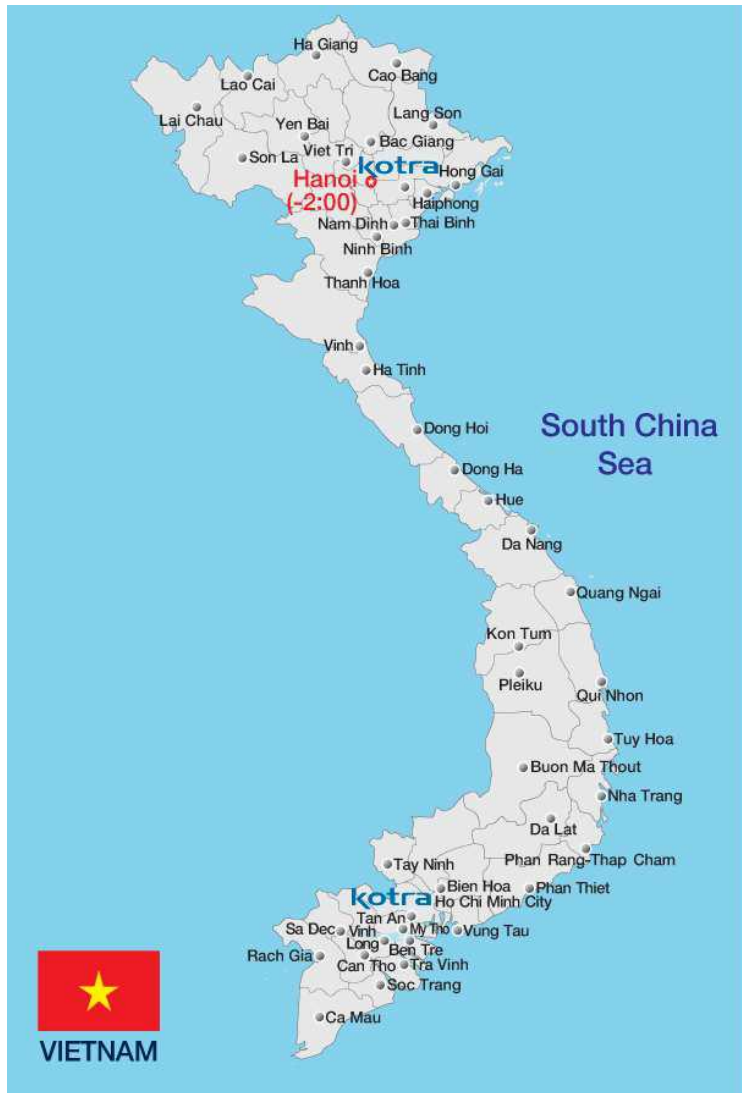 Ha Giang
Cao Bang
Lao Cai
Lai Chau
Lang Son
Yen Bai
Viet Tri
Bac Giang
Son La
kotra
Hong Gai
Hanoi
(-2:00)
Haiphong
Nam Dinh
Thai Binh
Ninh Binh
Thanh Hoa
Vinh
Ha Tinh
South China
Sea
Dong Hoi
Dong Ha
Hue
Da Nang
Quang Ngai
Kon Tum
Pleiku
Qui Nhon
Tuy Hoa
Buon Ma Thout
Nha Trang
Da Lat
Phan Rang-Thap Cham
Tay Ninh
Bien Hoa
Phan Thiet
kotra
Ho Chi Minh City
Tan An
Sa Dec
Vinh
Long
My Tho
Vung Tau
Ben Tre
Rach Gia
Can Tho
Tra Vinh
Soc Trang
Ca Mau
VIETNAM